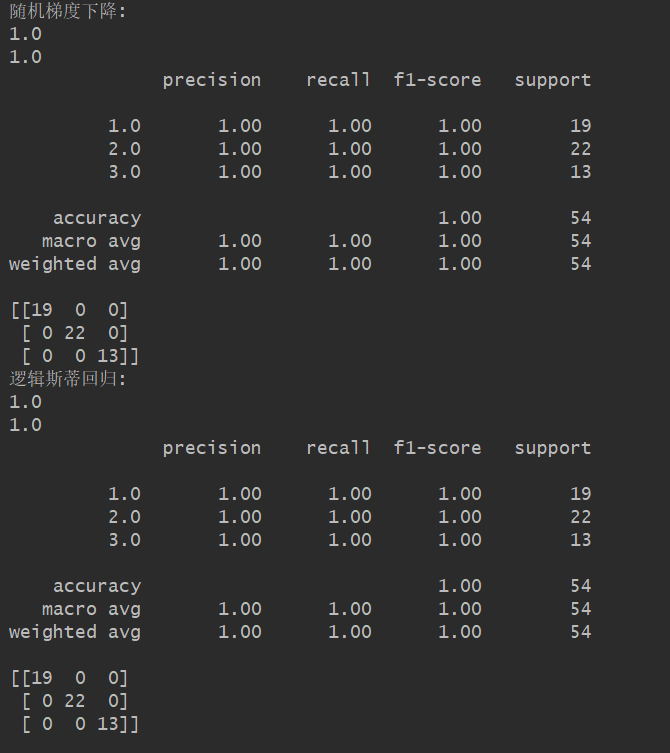 随机梯度下降:
1.0
1.0
              precision    recall  f1-score   support

         1.0       1.00      1.00      1.00        19
         2.0       1.00      1.00      1.00        22
         3.0       1.00      1.00      1.00        13

    accuracy                           1.00        54
   macro avg       1.00      1.00      1.00        54
weighted avg       1.00      1.00      1.00        54

[[19  0  0]
 [ 0 22  0]
 [ 0  0 13]]
逻辑斯蒂回归:
1.0
1.0
              precision    recall  f1-score   support

         1.0       1.00      1.00      1.00        19
         2.0       1.00      1.00      1.00        22
         3.0       1.00      1.00      1.00        13

    accuracy                           1.00        54
   macro avg       1.00      1.00      1.00        54
weighted avg       1.00      1.00      1.00        54

[[19  0  0]
 [ 0 22  0]
 [ 0  0 13]]